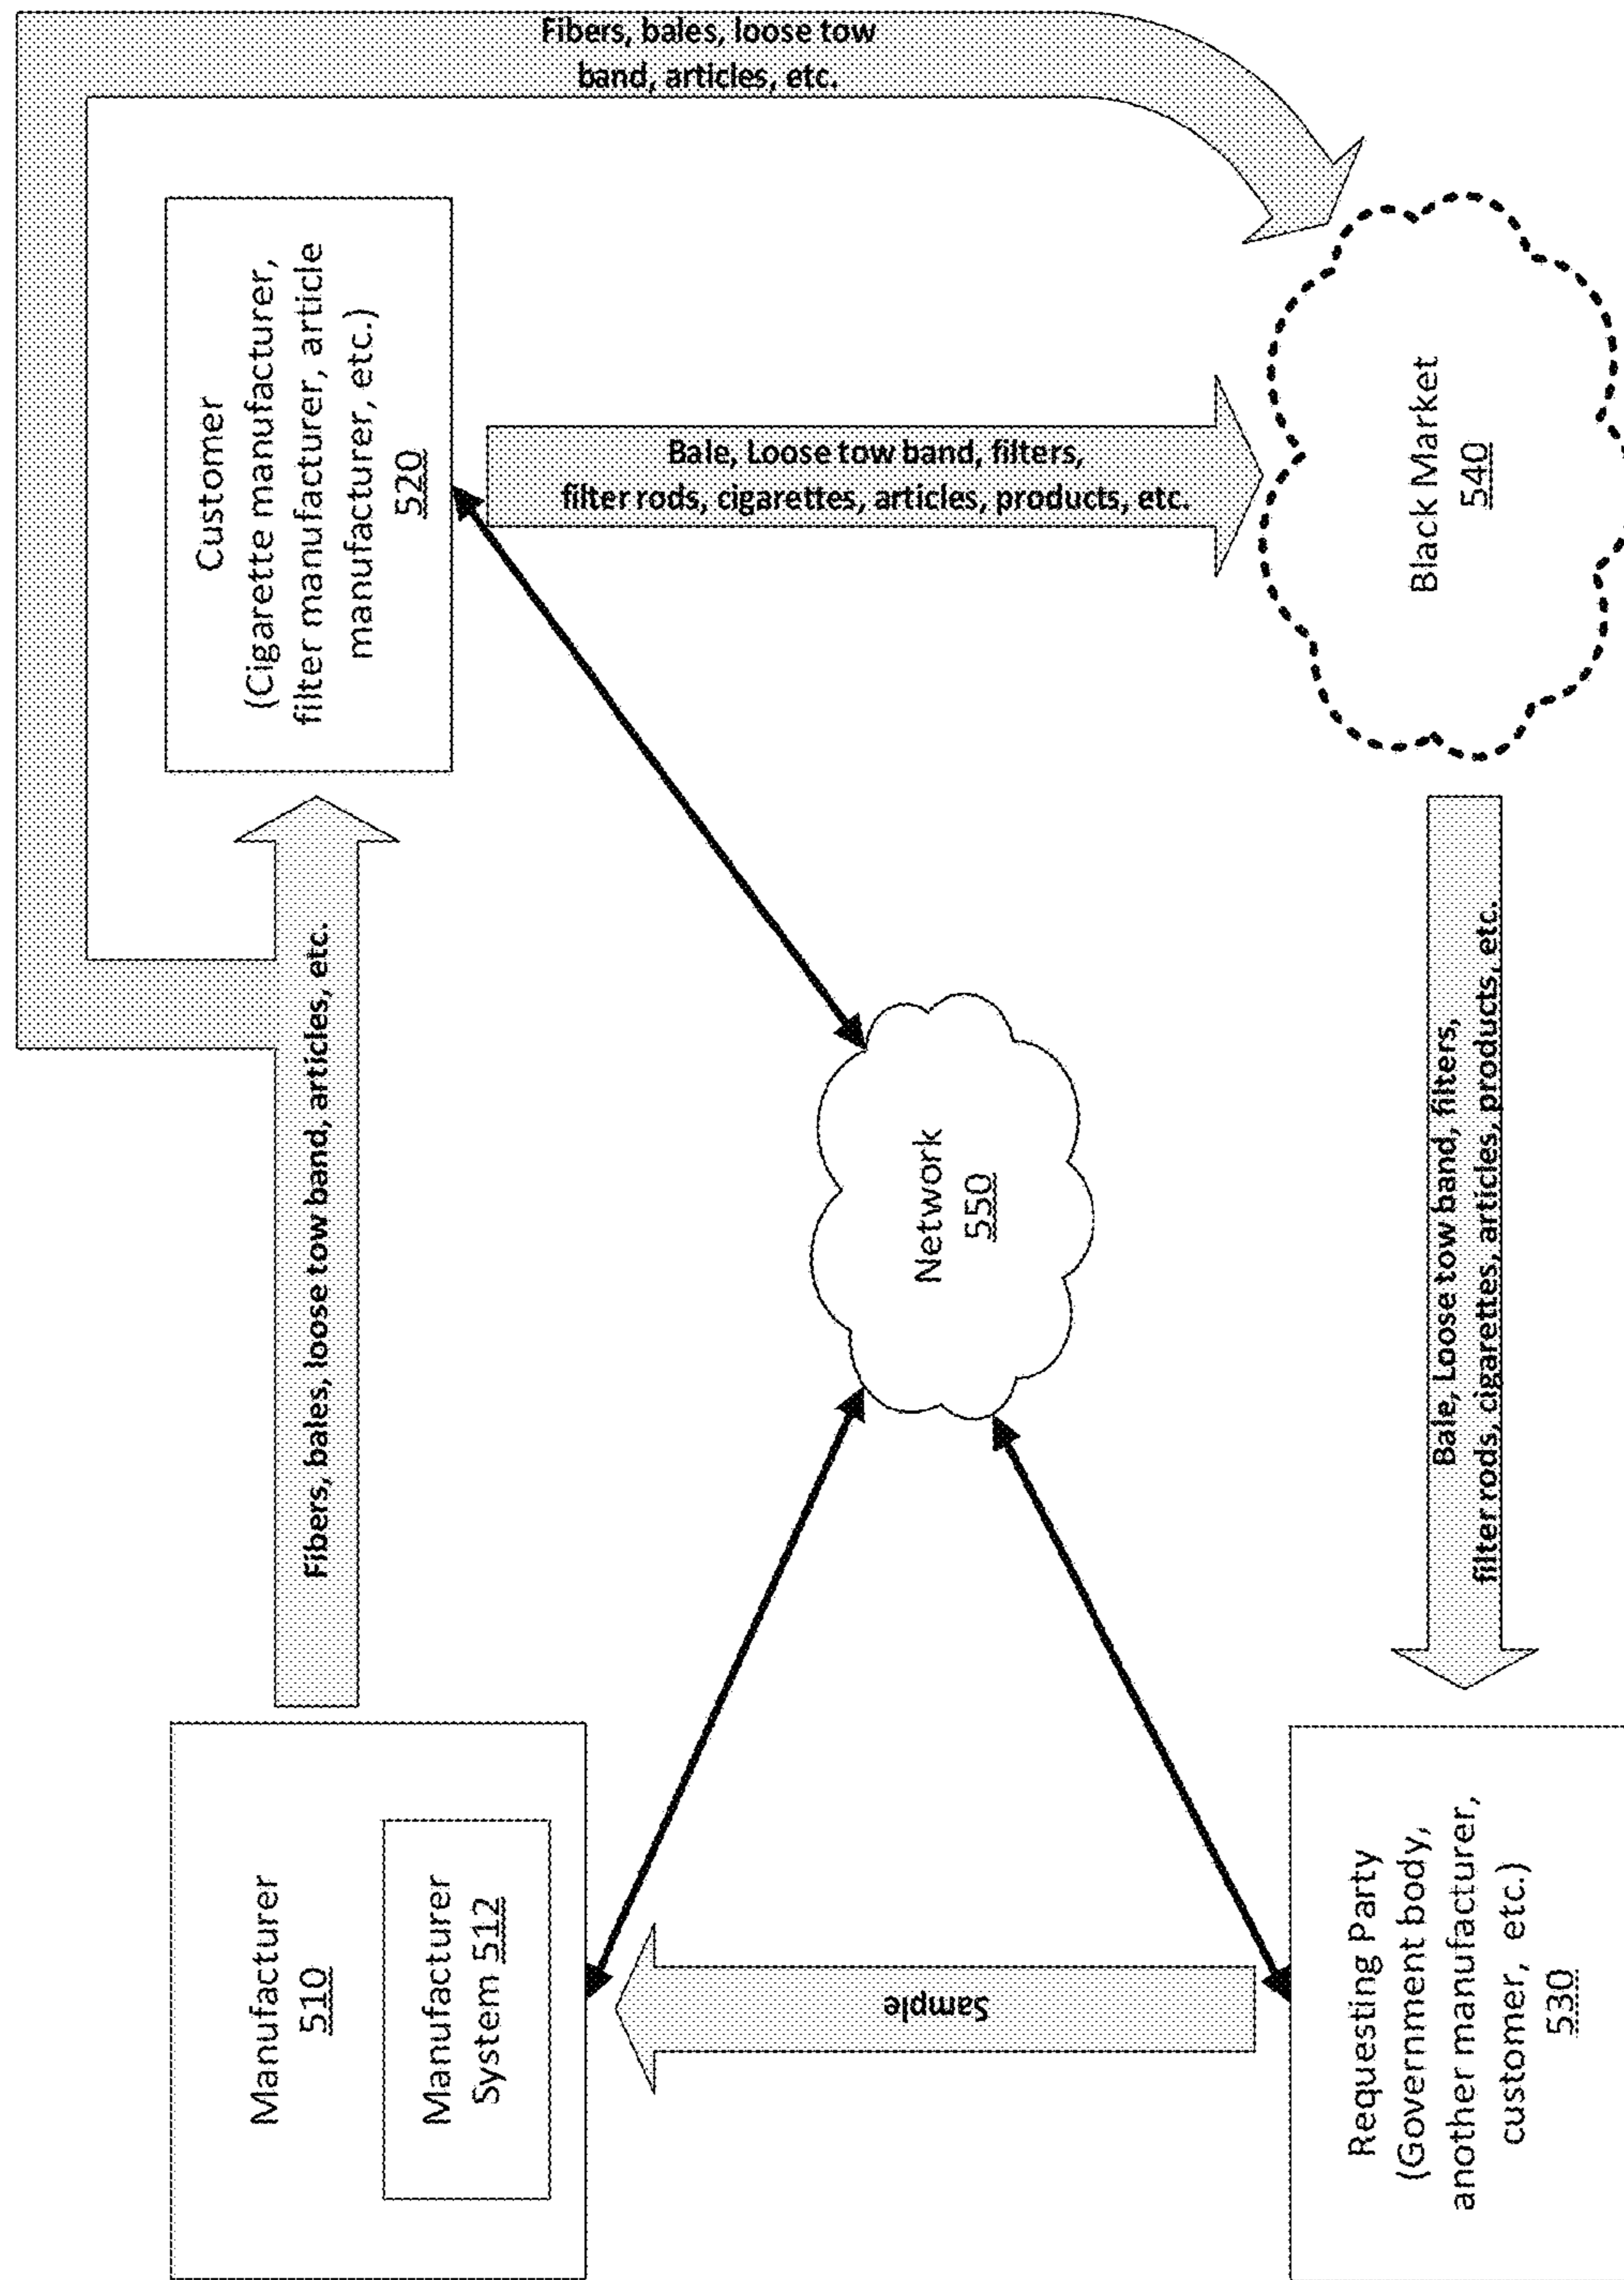 Manufacturer
510
Manufacturer
System 512
Fibers, bales, loose tow band, articles, etc.
Fibers, bales, loose tow
band, articles, etc.
Customer
(Cigarette manufacturer,
filter manufacturer, article
manufacturer, etc.)
520
Bale, Loose tow band, filters,
filter rods, cigarettes, articles, products, etc.
Network
550
Sample
Requesting Party
(Government body,
another manufacturer,
customer, etc.)
530
Bale, Loose tow band, filters,
filter rods, cigarettes, articles, products, etc.
Black Market
540